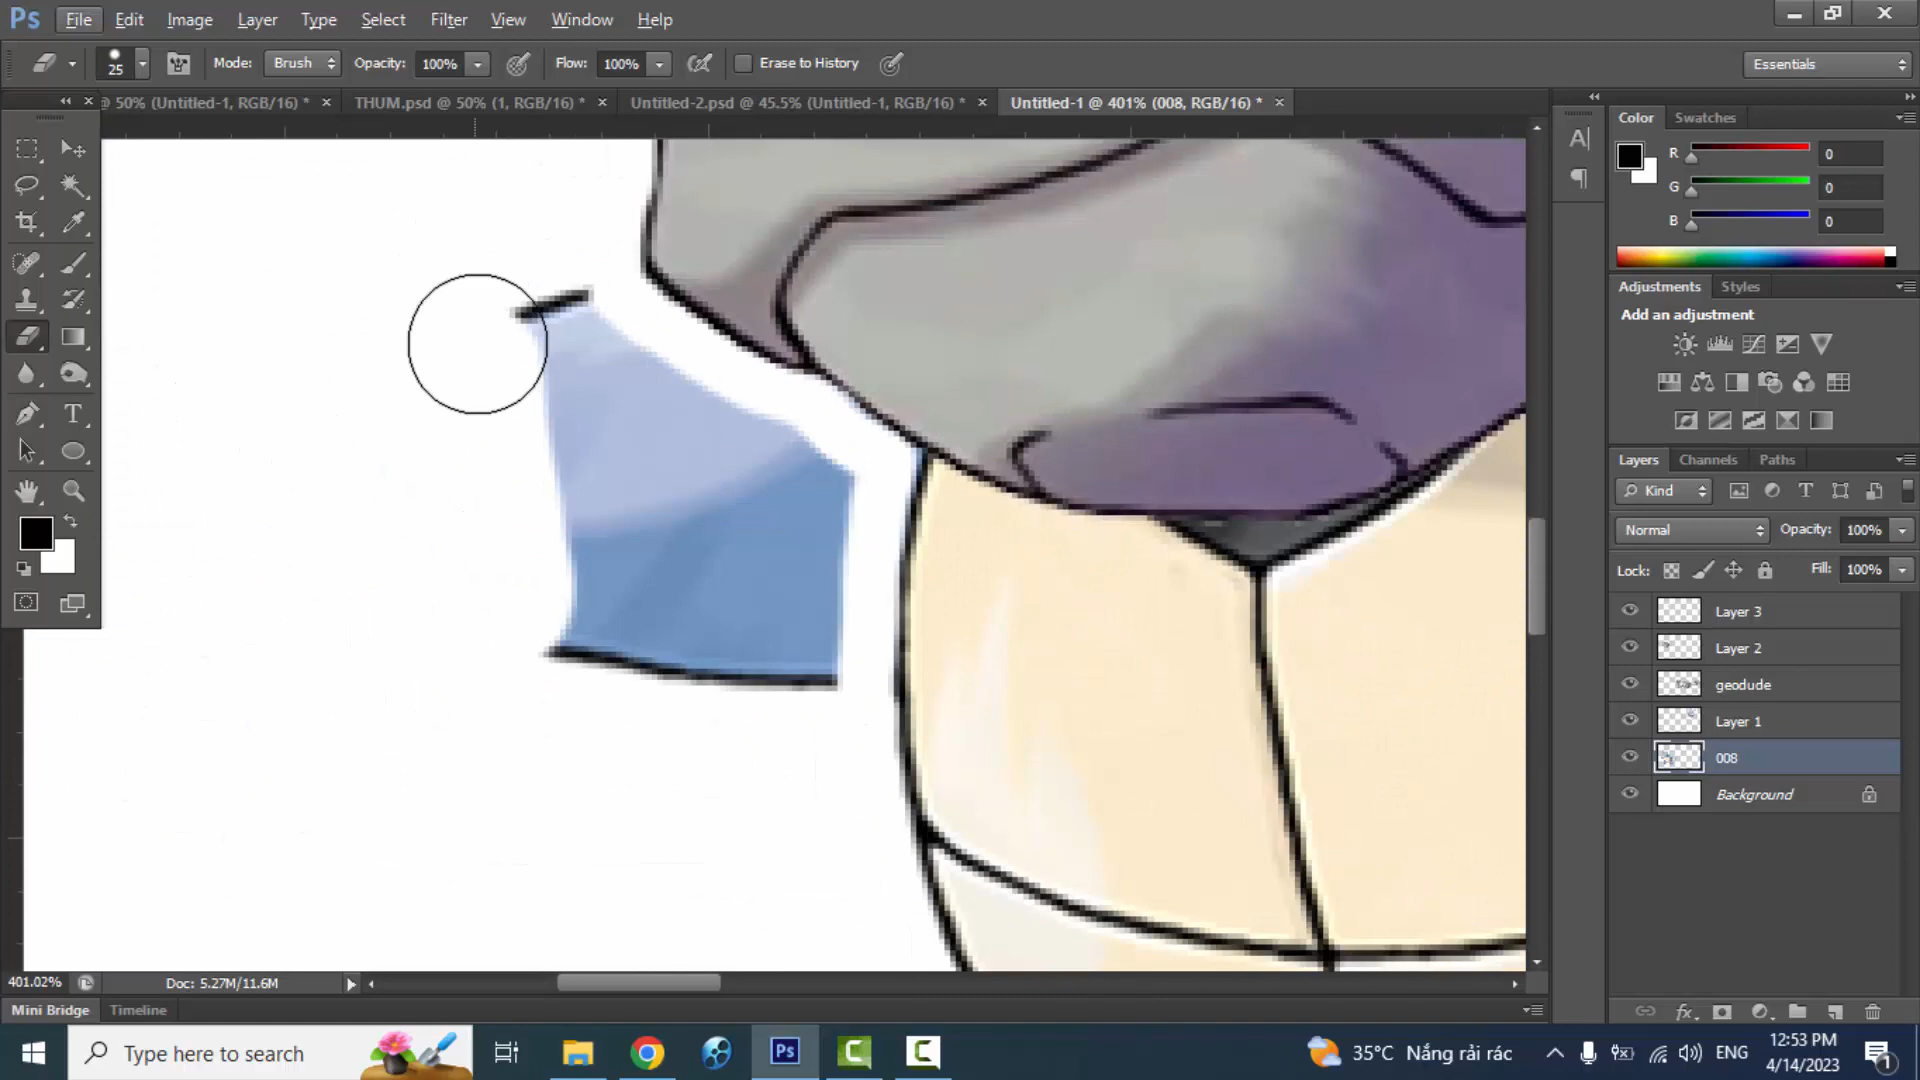 Ps File Edit Image Layer Type Select Filter View Window Help
25 Mode: Brush Opacity: 100% Flow: 100% Erase to History Essentials
@ 50% (Untitled-1, RGB/16) * THUM.psd @ 50% (1, RGB/16) * Untitled-2.psd @ 45.5% (Untitled-1, RGB/16) * Untitled-1 @ 401% (008, RGB/16) *
Color Swatches
R 0
G 0
B 0
Adjustments Styles
Add an adjustment
Layers Channels Paths
Kind
Normal Opacity: 100%
Lock: Fill: 100%
Layer 3
Layer 2
geodude
Layer 1
008
Background
401.02% Doc: 5.27M/11.6M
Mini Bridge Timeline
Type here to search
Ps
35°C Nắng rải rác
ENG
12:53 PM
4/14/2023
1